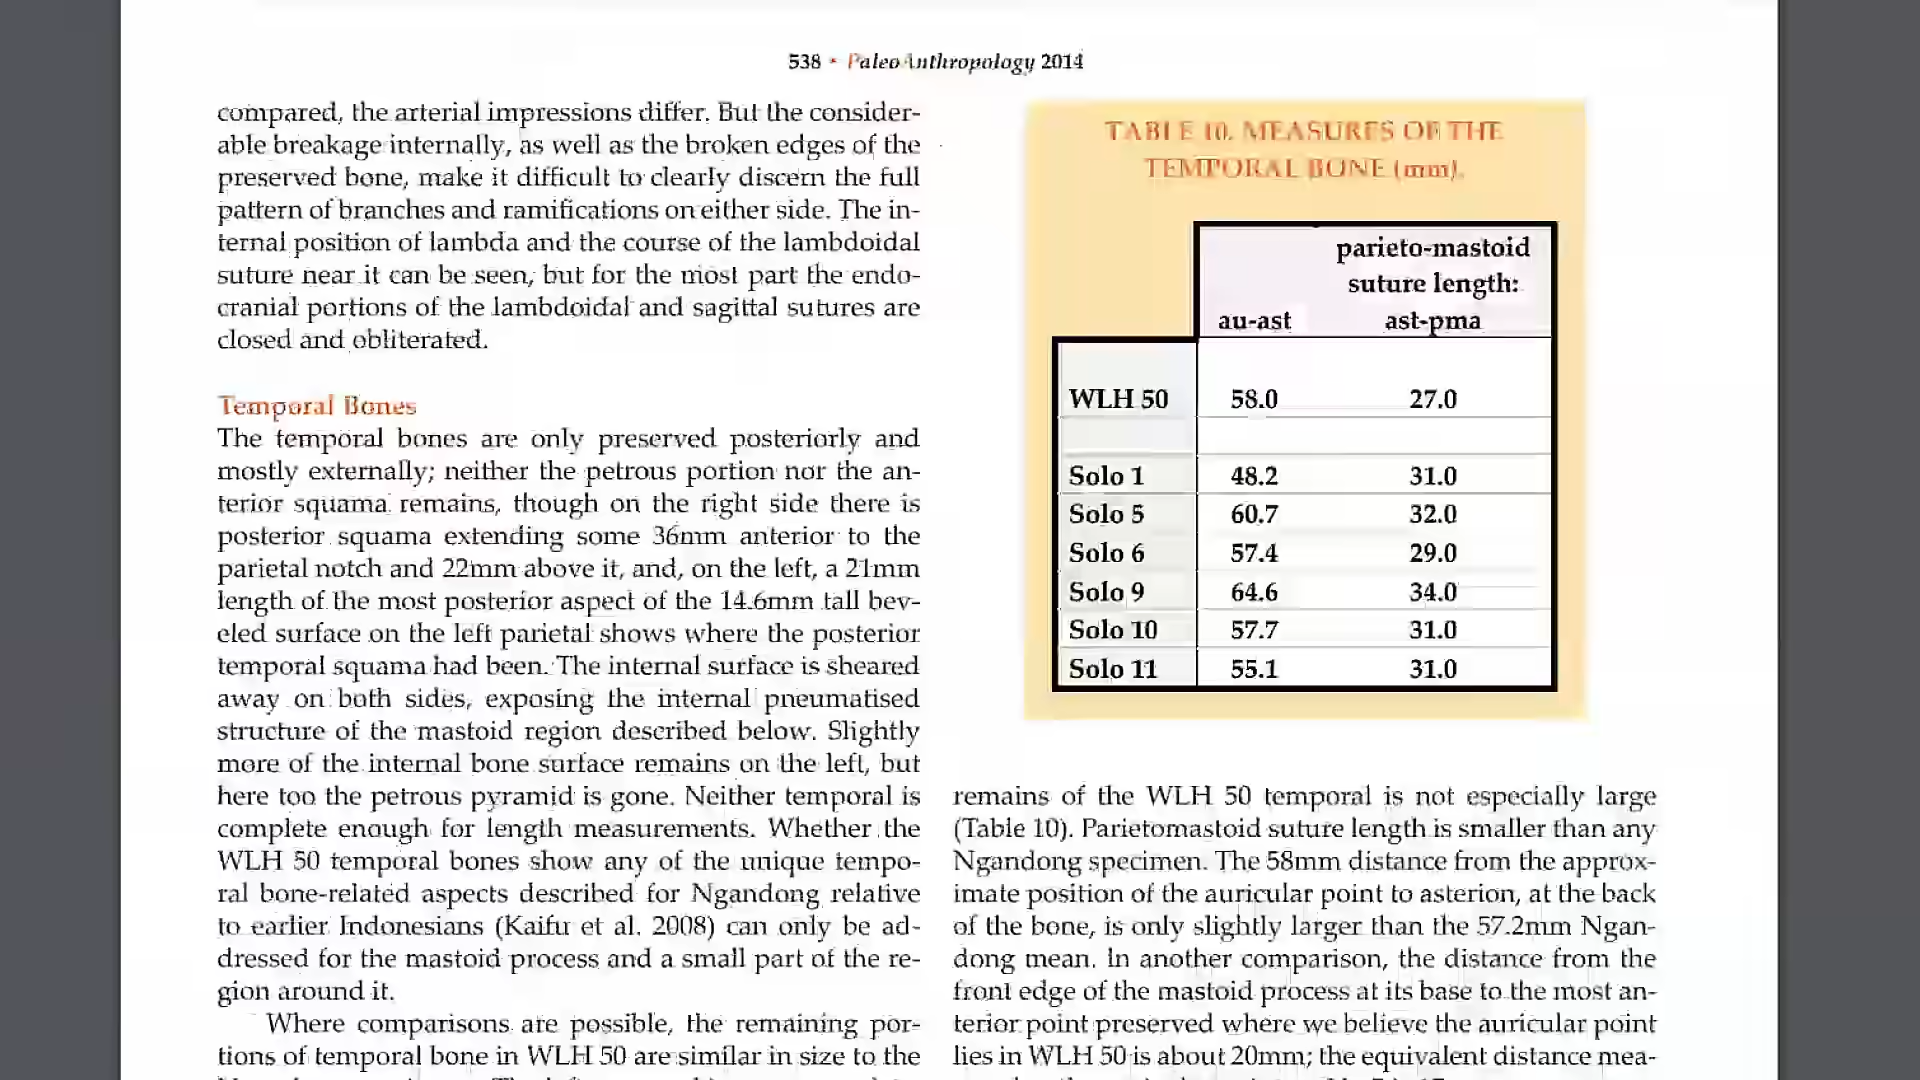 538 • PaleoAnthropology 2014
compared, the arterial impressions differ. But the consider-
able breakage internally, as well as the broken edges of the
preserved bone, make it difficult to clearly discern the full
pattern of branches and ramifications on either side. The in-
ternal position of lambda and the course of the lambdoidal
suture near it can be seen, but for the most part the endo-
cranial portions of the lambdoidal and sagittal sutures are
closed and obliterated.
Temporal Bones
The temporal bones are only preserved posteriorly and
mostly externally; neither the petrous portion nor the an-
terior squama remains, though on the right side there is
posterior squama extending some 36mm anterior to the
parietal notch and 22mm above it, and, on the left, a 21mm
length of the most posterior aspect of the 14.6mm tall bev-
eled surface on the left parietal shows where the posterior
temporal squama had been. The internal surface is sheared
away on both sides, exposing the internal pneumatised
structure of the mastoid region described below. Slightly
more of the internal bone surface remains on the left, but
here too the petrous pyramid is gone. Neither temporal is
complete enough for length measurements. Whether the
WLH 50 temporal bones show any of the unique tempo-
ral bone-related aspects described for Ngandong relative
to earlier Indonesians (Kaifu et al. 2008) can only be ad-
dressed for the mastoid process and a small part of the re-
gion around it.
Where comparisons are possible, the remaining por-
tions of temporal bone in WLH 50 are similar in size to the
TABLE 10. MEASURES OF THE
TEMPORAL BONE (mm).
parieto-mastoid
suture length:
au-ast ast-pma
WLH 50 58.0 27.0
Solo 1 48.2 31.0
Solo 5 60.7 32.0
Solo 6 57.4 29.0
Solo 9 64.6 34.0
Solo 10 57.7 31.0
Solo 11 55.1 31.0
remains of the WLH 50 temporal is not especially large
(Table 10). Parietomastoid suture length is smaller than any
Ngandong specimen. The 58mm distance from the approx-
imate position of the auricular point to asterion, at the back
of the bone, is only slightly larger than the 57.2mm Ngan-
dong mean. In another comparison, the distance from the
front edge of the mastoid process at its base to the most an-
terior point preserved where we believe the auricular point
lies in WLH 50 is about 20mm; the equivalent distance mea-